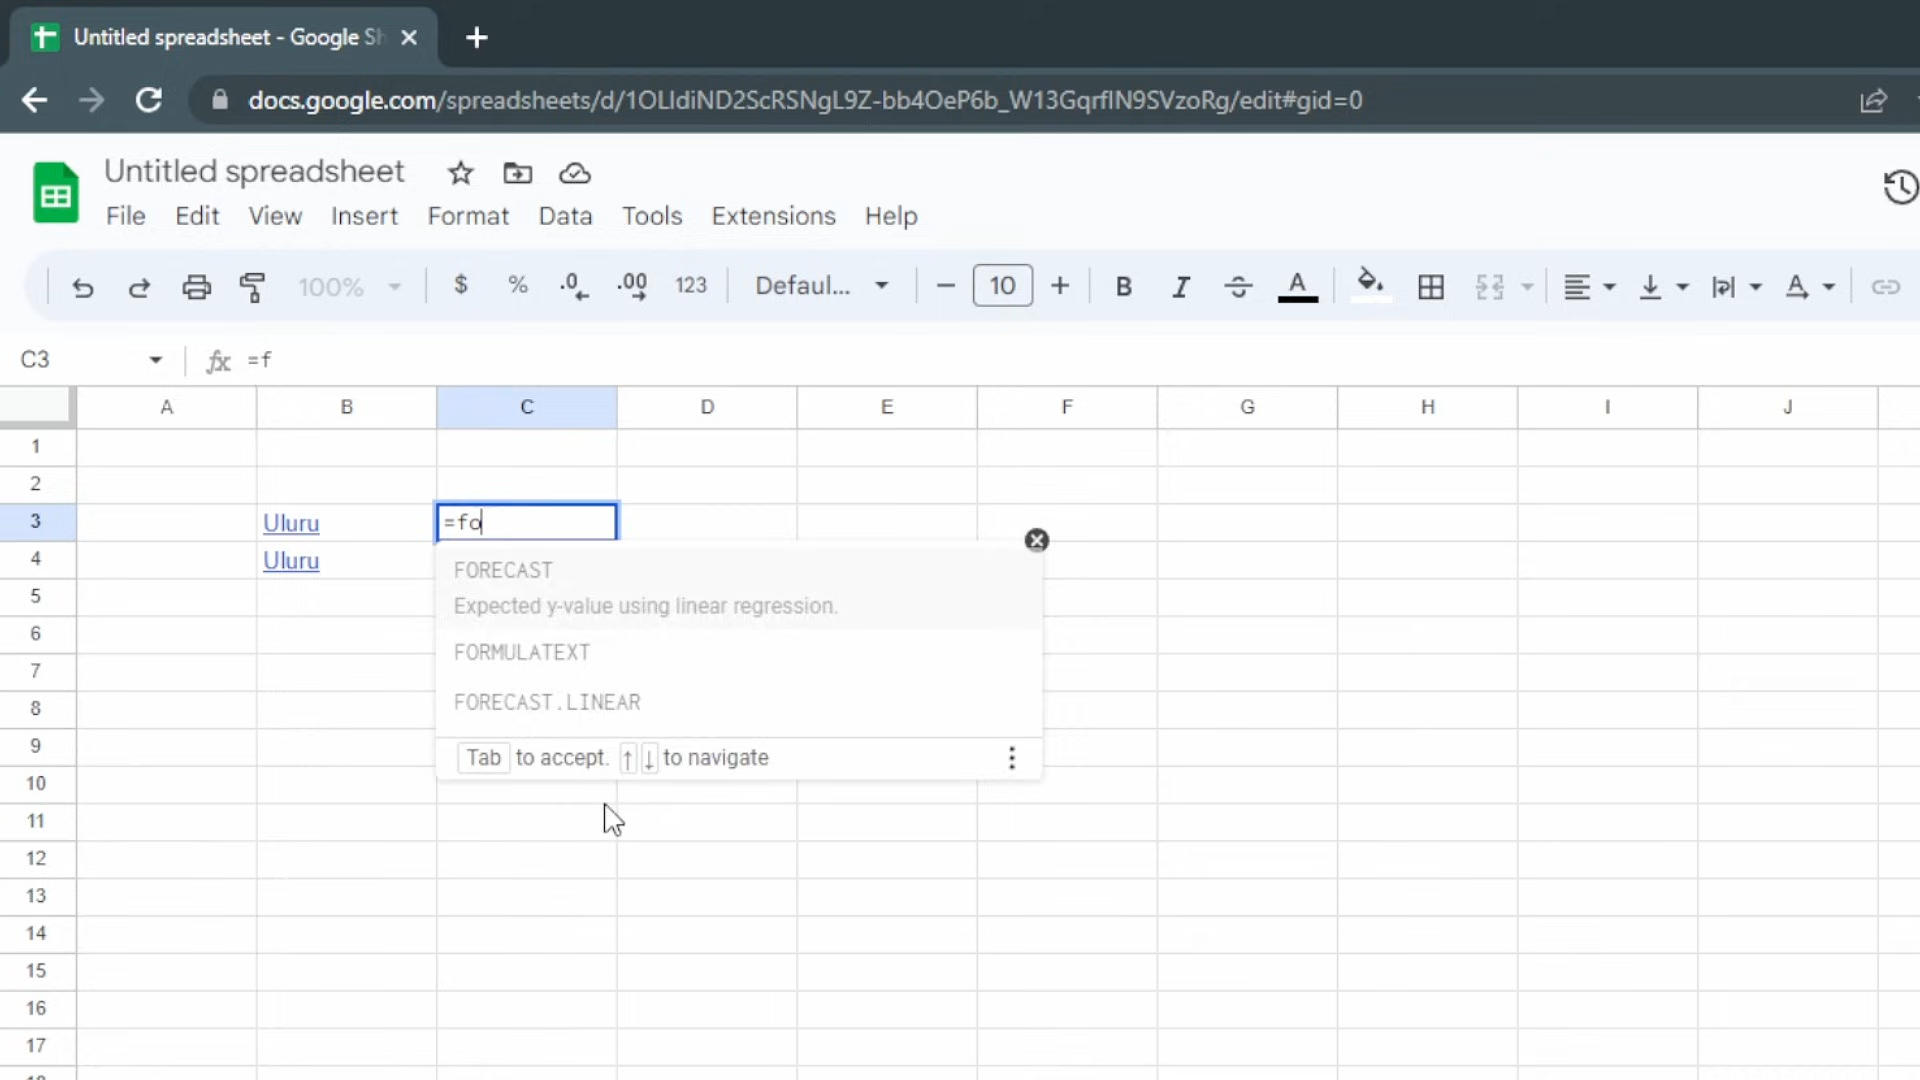 Untitled spreadsheet - Google Sh
docs.google.com/spreadsheets/d/1OLIdiND2ScRSNgL9Z-bb4OeP6b_W13GqrfIN9SVzoRg/edit#gid=0
Untitled spreadsheet
File Edit View Insert Format Data Tools Extensions Help
100% $ % .0 .00 123 Defaul... 10 B I A
C3 fx =f
A B C D E F G H I J
1
2
3 Uluru =fo
4 Uluru
FORECAST
5
Expected y-value using linear regression.
6
FORMULATEXT
7
8 FORECAST.LINEAR
9
Tab to accept. ↑ ↓ to navigate
10
11
12
13
14
15
16
17